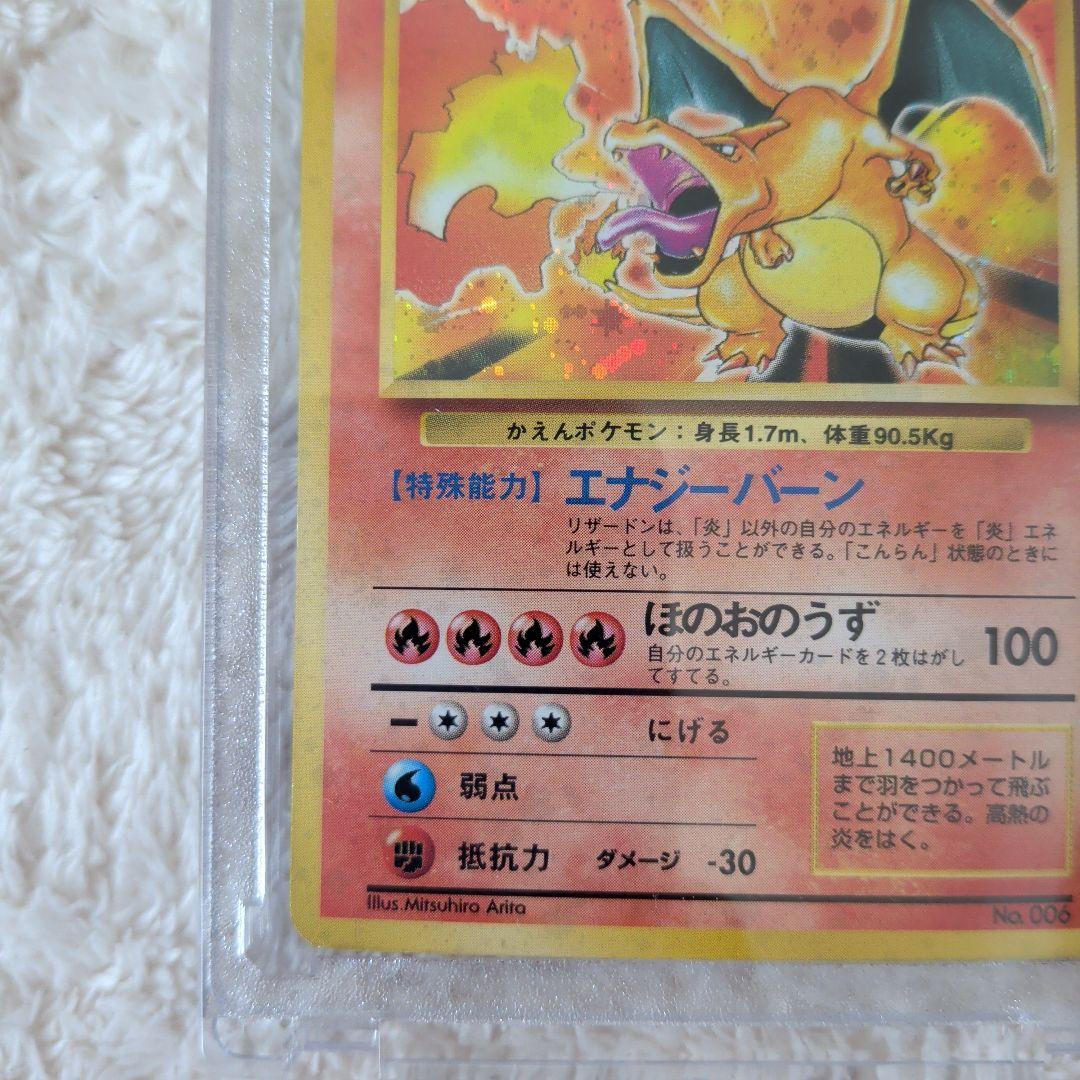 かえんポケモン：身長1.7m、体重90.5Kg
【特殊能力】エナジーバーン
リザードンは、「炎」以外の自分のエネルギーを「炎」エネ
ルギーとして扱うことができる。「こんらん」状態のときに
は使えない。
ほのおのうず 100
自分のエネルギーカードを2枚はがし
てすてる。
ー にげる
弱点
抵抗力 ダメージ -30
地上1400メートル
まで羽をつかって飛ぶ
ことができる。高熱の
炎をはく。
Illus.Mitsuhiro Arita
No. 006